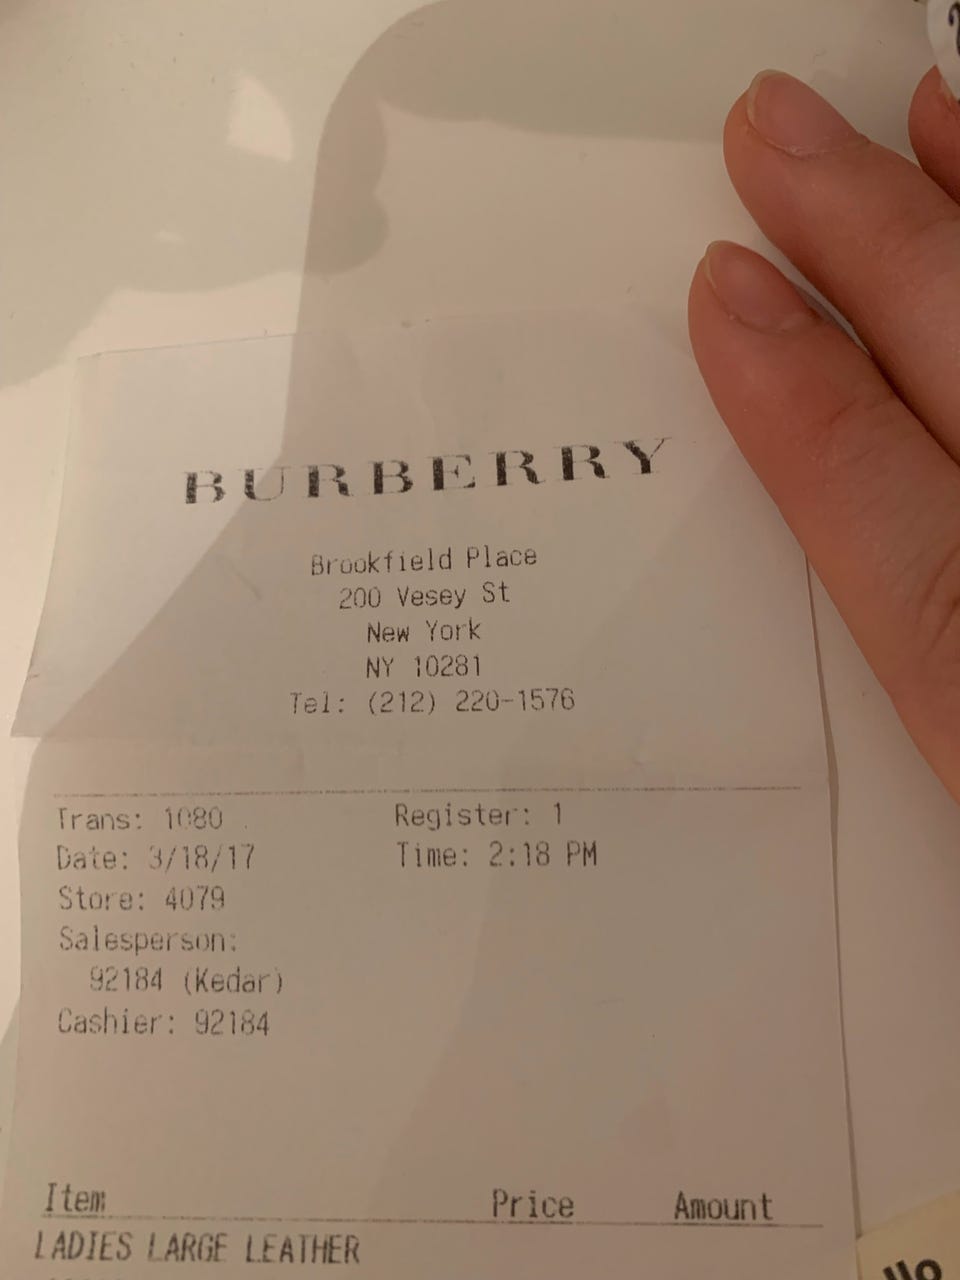 BURBERRY
Brookfield Place
200 Vesey St
New York
NY 10281
Tel: (212) 220-1576
Trans: 1080 Register: 1
Date: 3/18/17 Time: 2:18 PM
Store: 4079
Salesperson:
92184 (Kedar)
Cashier: 92184
Item Price Amount
LADIES LARGE LEATHER